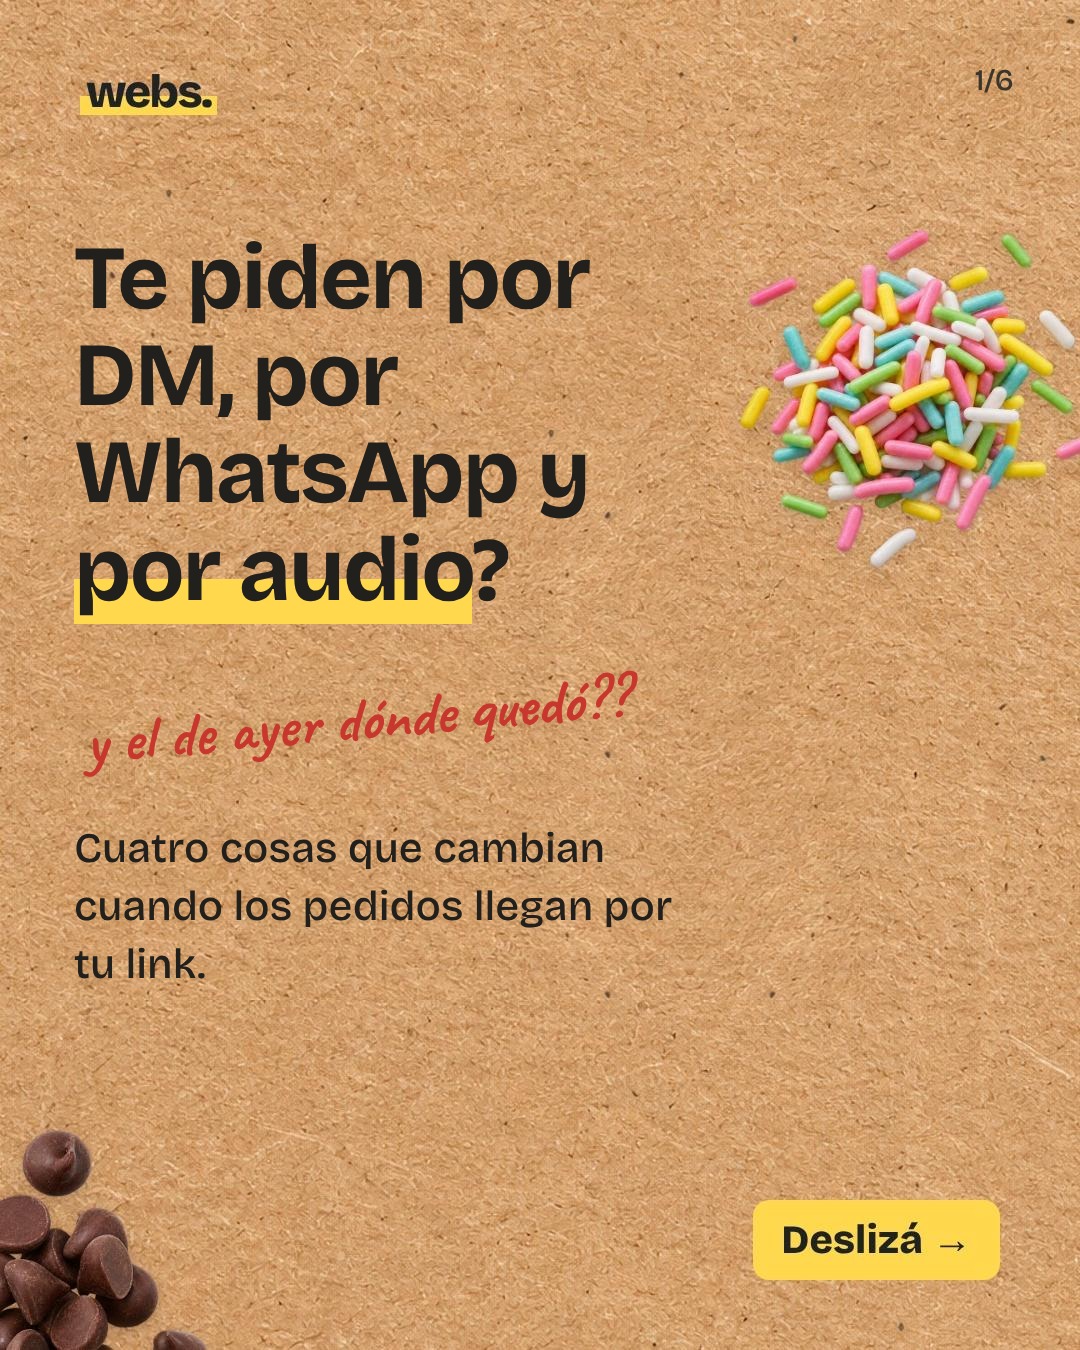 webs.
1/6
Te piden por
DM, por
WhatsApp y
por audio?
y el de ayer dónde quedó??
Cuatro cosas que cambian
cuando los pedidos llegan por
tu link.
Deslizá →